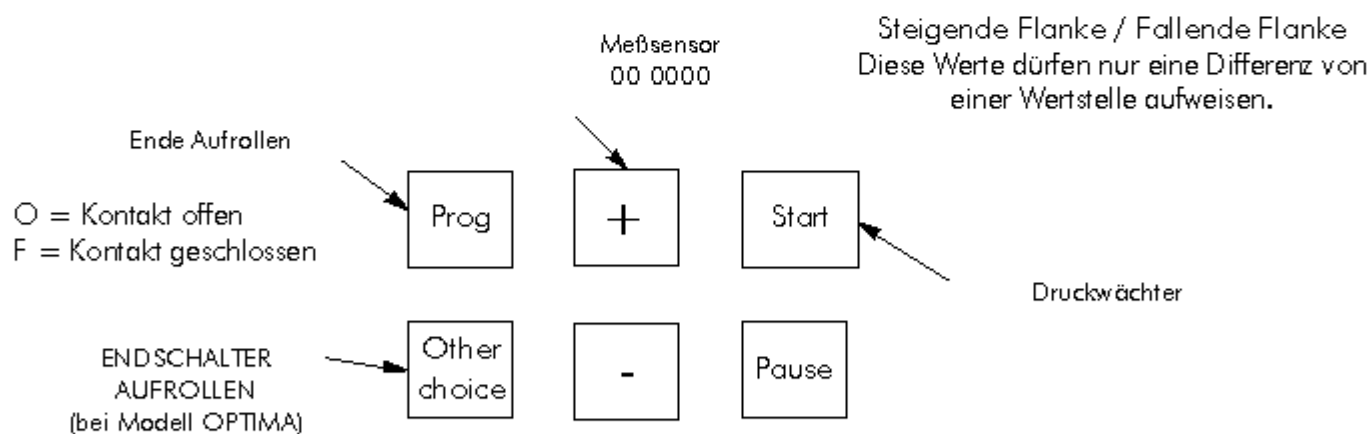 Meßsensor
00 0000
Steigende Flanke / Fallende Flanke
Diese Werte dürfen nur eine Differenz von
einer Wertstelle aufweisen.
Ende Aufrollen
O = Kontakt offen
F = Kontakt geschlossen
Prog
+
Start
Druckwächter
ENDSCHALTER
AUFROLLEN
(bei Modell OPTIMA)
Other
choice
-
Pause